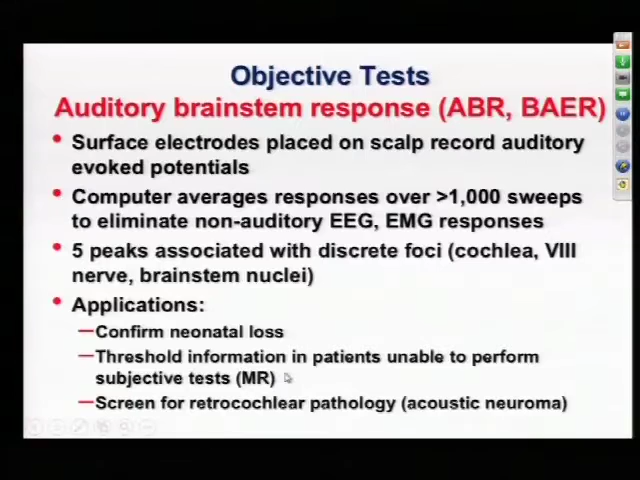 Objective Tests
Auditory brainstem response (ABR, BAER)
• Surface electrodes placed on scalp record auditory
evoked potentials
• Computer averages responses over >1,000 sweeps
to eliminate non-auditory EEG, EMG responses
• 5 peaks associated with discrete foci (cochlea, VIII
nerve, brainstem nuclei)
• Applications:
–Confirm neonatal loss
–Threshold information in patients unable to perform
subjective tests (MR)
–Screen for retrocochlear pathology (acoustic neuroma)